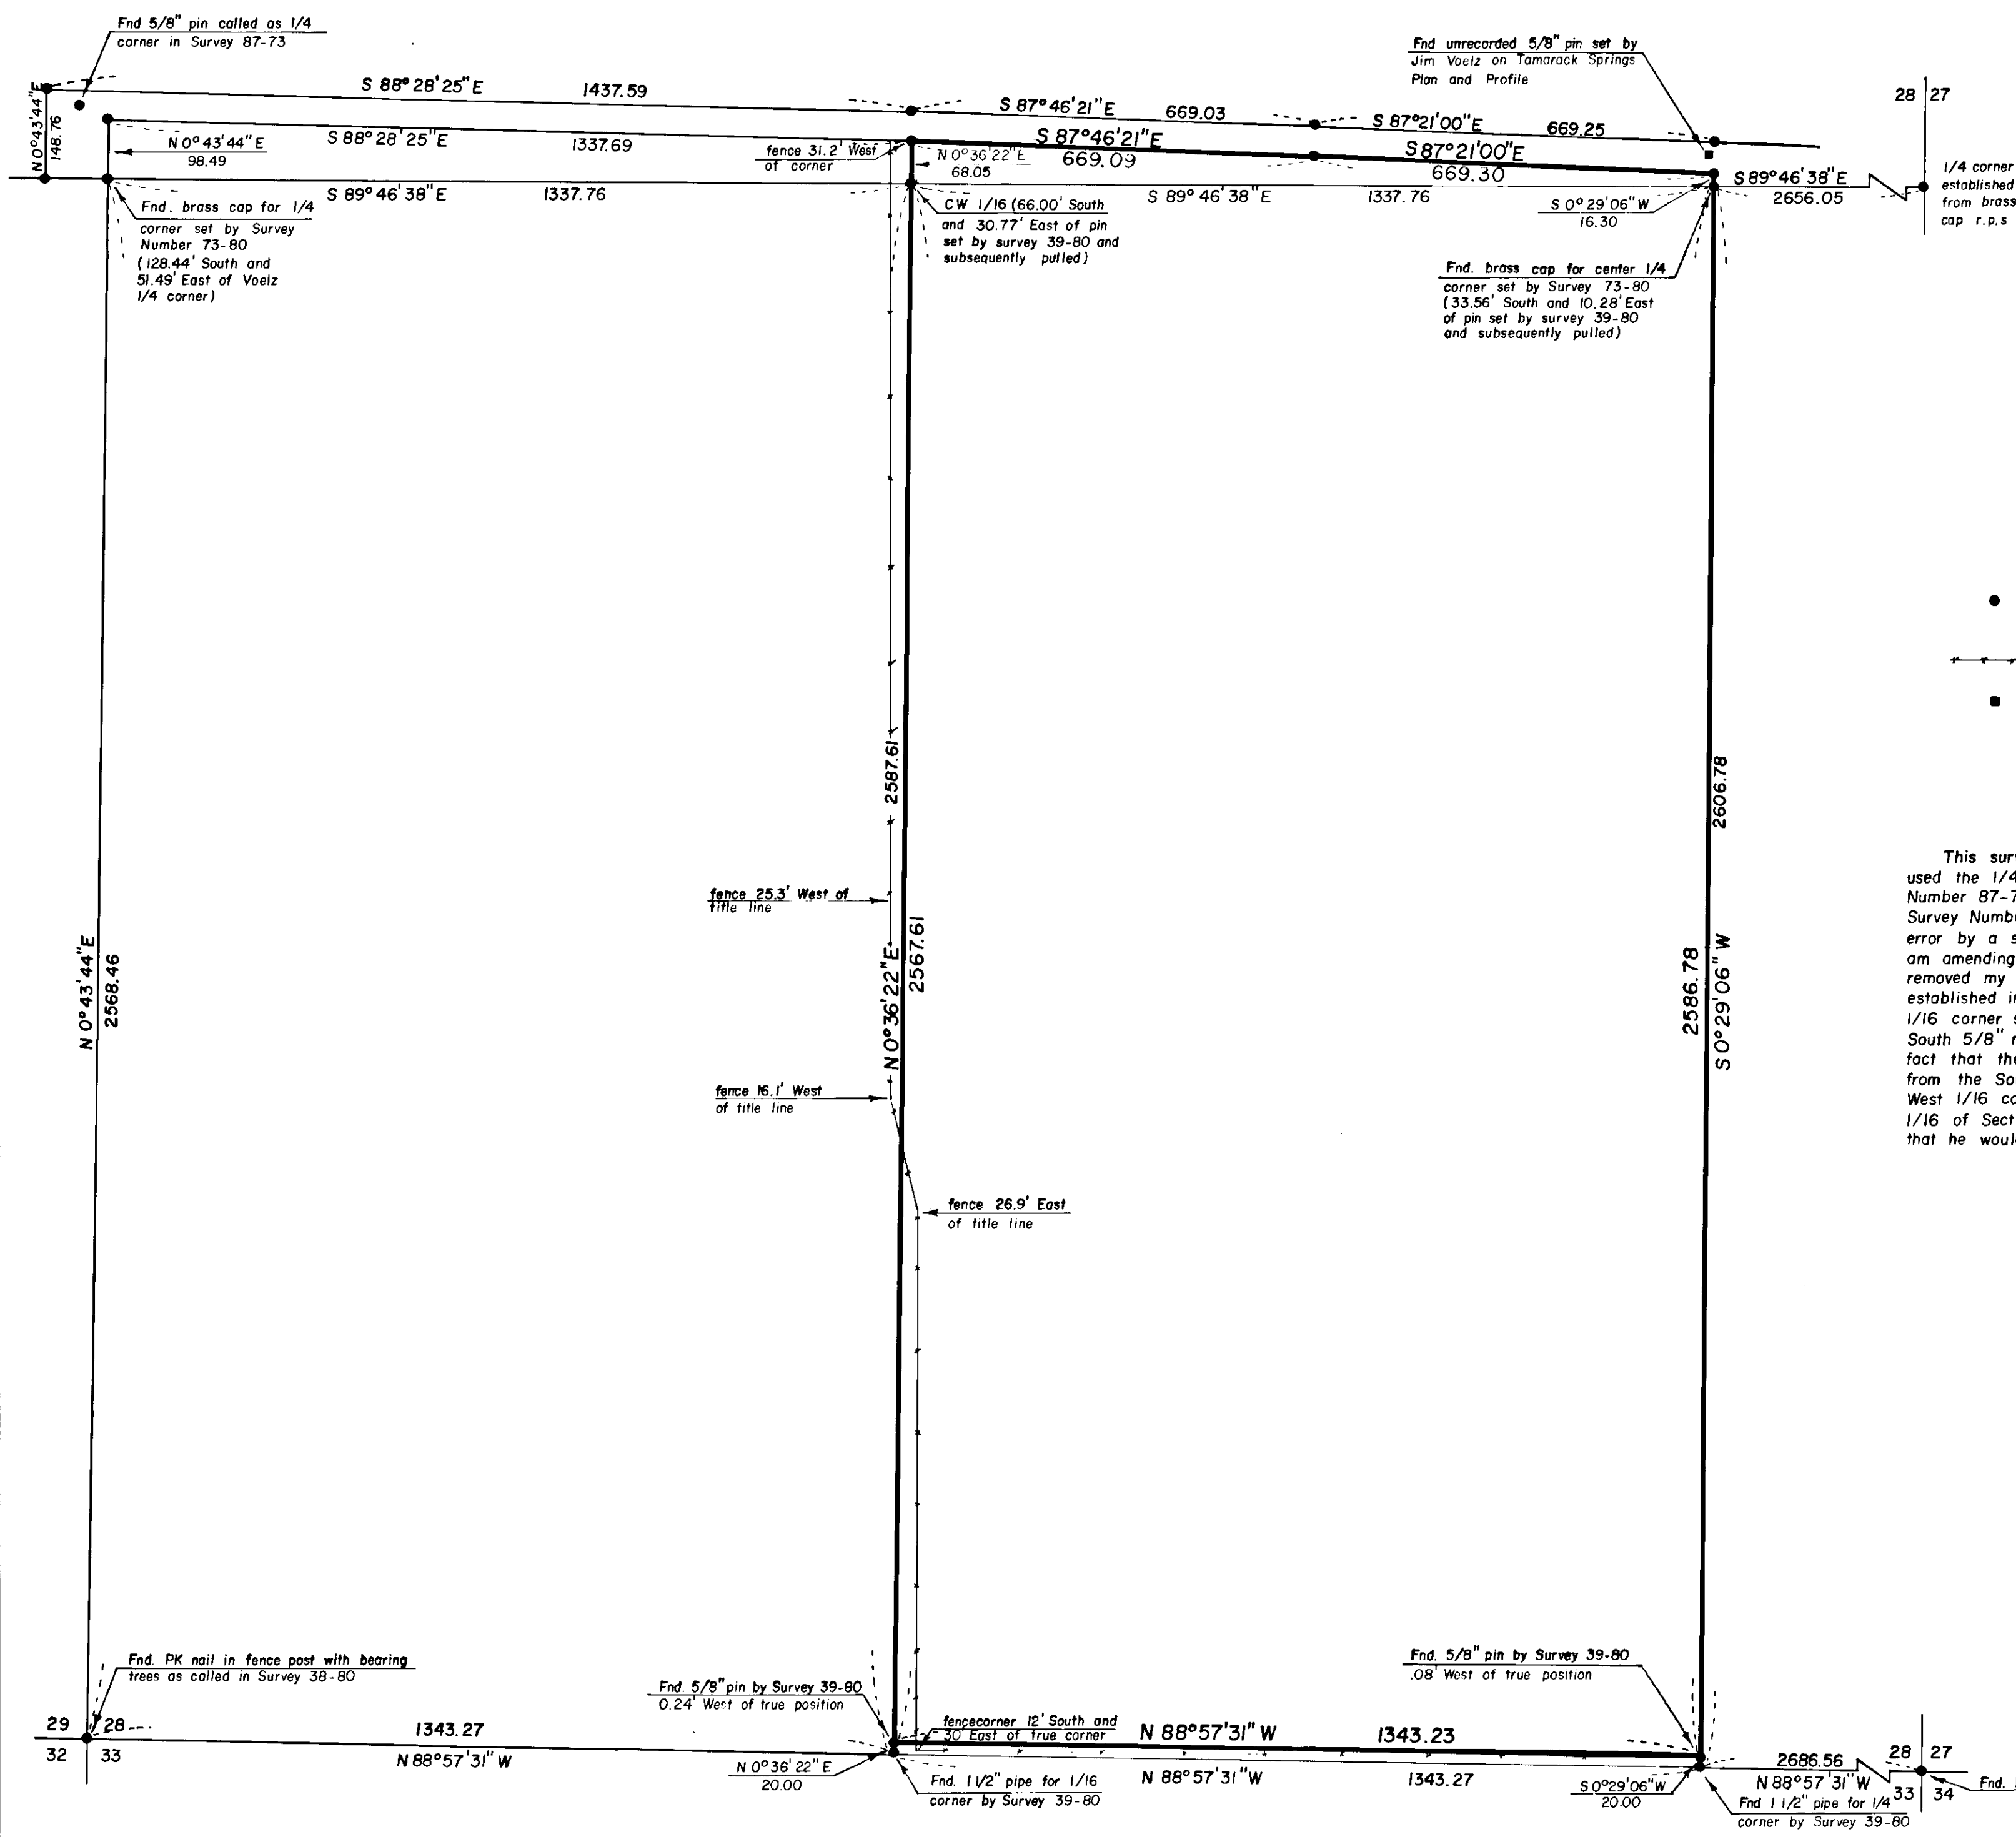 Fnd 5/8" pin called as 1/4
corner in Survey 87-73
Fnd unrecorded 5/8" pin set by
Jim Voelz on Tamarack Springs
Plan and Profile
28 27
N 0°43'44"E
148.76
S 88°28'25"E 1437.59
S 87°46'21"E 669.03
S 87°21'00"E 669.25
N 0°43'44"E
98.49
S 88°28'25"E 1337.69
fence 31.2' West
of corner
N 0°36'22"E
68.05
S 87°46'21"E
669.09
S 87°21'00"E
669.30
S 89°46'38"E
2656.05
1/4 corner
established
from brass
cap r.p.s
S 89°46'38"E 1337.76
S 89°46'38"E 1337.76
S 0°29'06"W
16.30
Fnd. brass cap for 1/4
corner set by Survey
Number 73-80
(128.44' South and
51.49' East of Voelz
1/4 corner)
CW 1/16 (66.00' South
and 30.77' East of pin
set by survey 39-80 and
subsequently pulled)
Fnd. brass cap for center 1/4
corner set by Survey 73-80
(33.56' South and 10.28' East
of pin set by survey 39-80
and subsequently pulled)
2587.61
2606.78
fence 25.3' West of
title line
N 0°43'44"E
2568.46
N 0°36'22"E
2567.61
2586.78
S 0°29'06"W
This sur
used the 1/4
Number 87-7
Survey Numb
error by a s
am amending
removed my
established i
1/16 corner s
South 5/8" r
fact that the
from the So
West 1/16 co
1/16 of Sect
that he woul
fence 16.1' West
of title line
fence 26.9' East
of title line
Fnd. PK nail in fence post with bearing
trees as called in Survey 38-80
Fnd. 5/8" pin by Survey 39-80
0.24' West of true position
Fnd. 5/8" pin by Survey 39-80
.08' West of true position
29 28
32 33
1343.27
N 88°57'31"W
fencecorner 12' South and
30' East of true corner
N 88°57'31"W 1343.23
N 0°36'22"E
20.00
Fnd. 1 1/2" pipe for 1/16
corner by Survey 39-80
N 88°57'31"W 1343.27
S 0°29'06"W
20.00
2686.56
N 88°57'31"W
28 27
33 34
Fnd.
Fnd 1 1/2" pipe for 1/4
corner by Survey 39-80